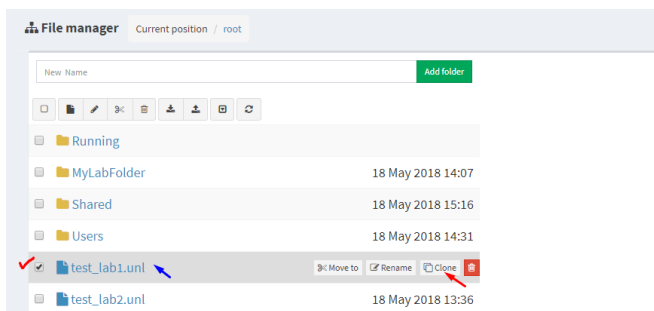 File manager Current position / root
New Name Add folder
Running
MyLabFolder 18 May 2018 14:07
Shared 18 May 2018 15:16
Users 18 May 2018 14:31
test_lab1.unl Move to Rename Clone
test_lab2.unl 18 May 2018 13:36